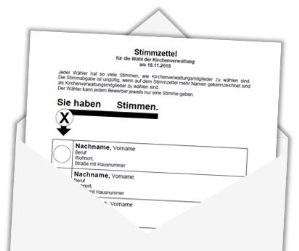 Stimmzettel
für die Wahl der Kirchenverwaltung
am 18.11.2018
Jeder Wähler hat so viele Stimmen, wie Kirchenverwaltungsmitglieder zu wählen sind.
Die Stimmabgabe ist ungültig, wenn auf dem Stimmzettel mehr Namen gekennzeichnet sind
als Kirchenverwaltungsmitglieder zu wählen sind.
Der Wähler kann jedem Bewerber jeweils nur eine Stimme geben.
Sie haben Stimmen.
X
Nachname, Vorname
Beruf
Wohnort,
Straße mit Hausnummer
Nachname, Vorname
Beruf
mit Hausnummer
Vorname